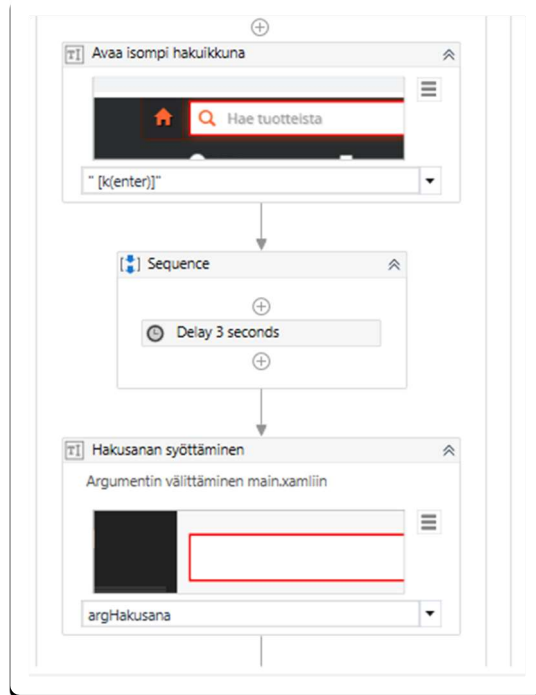 Avaa isompi hakuikkuna
Hae tuotteista
" [k(enter)]"
Sequence
Delay 3 seconds
Hakusanan syöttäminen
Argumentin välittäminen main.xamliin
argHakusana